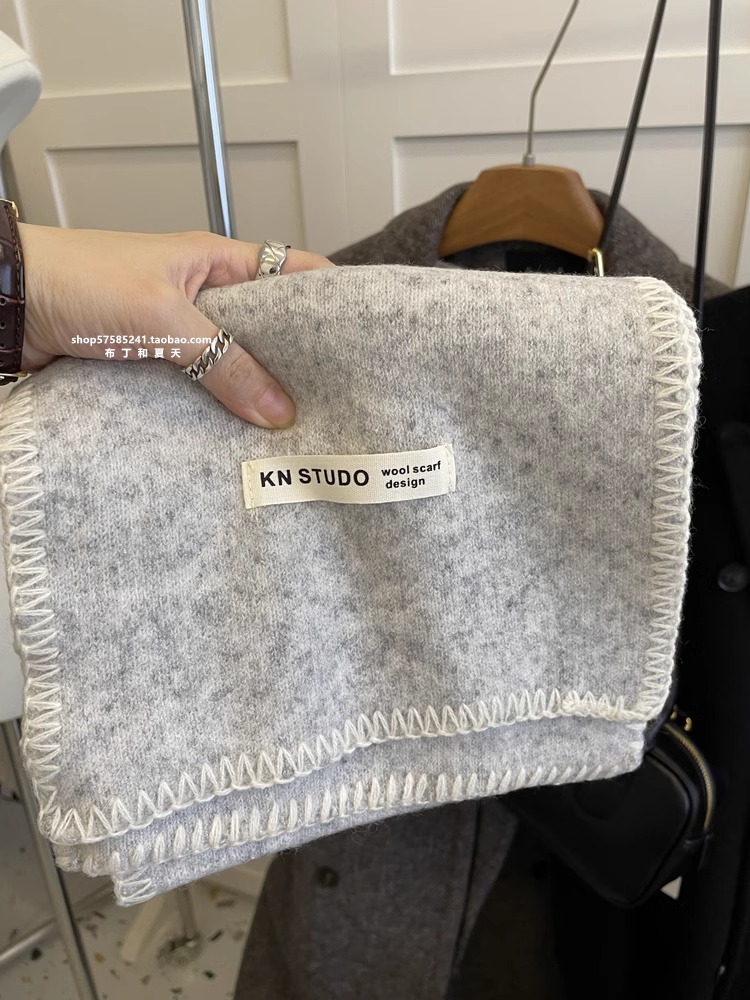 shop57585241.taobao.com
布丁和夏天
KN STUDO wool scarf
design